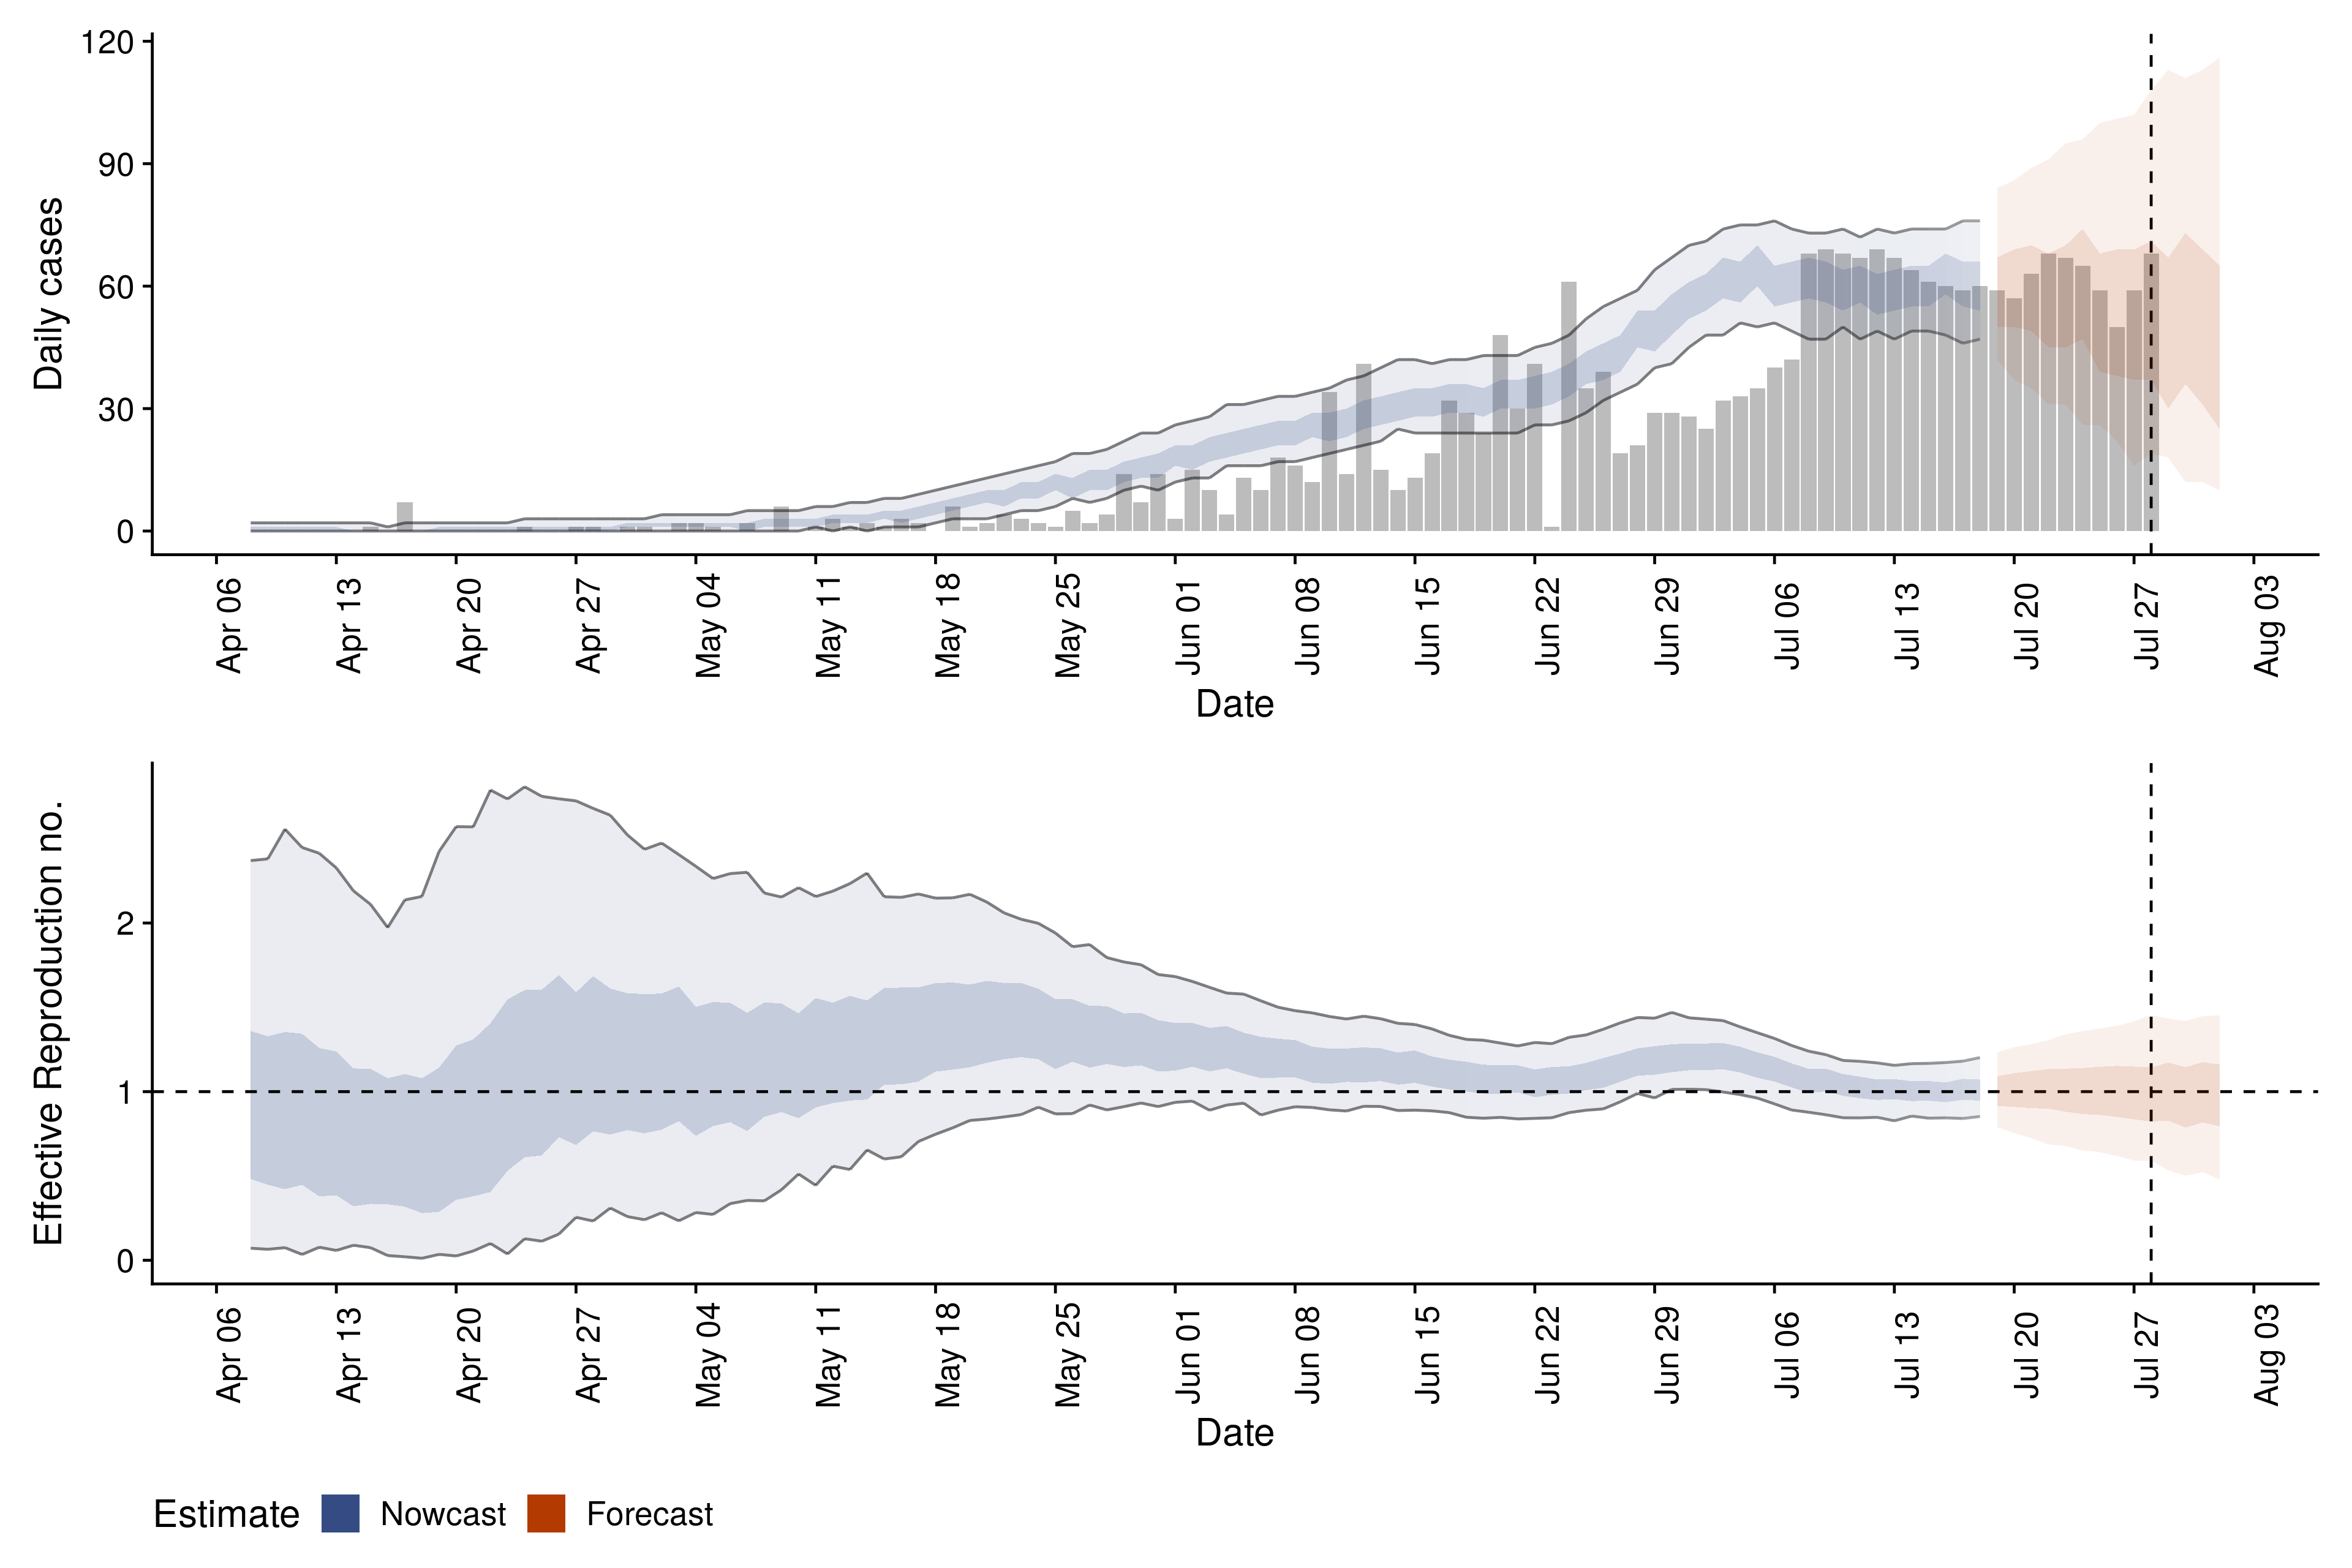 120
90
60
30
0
Daily cases
Apr 06
Apr 13
Apr 20
Apr 27
May 04
May 11
May 18
May 25
Jun 01
Jun 08
Jun 15
Jun 22
Jun 29
Jul 06
Jul 13
Jul 20
Jul 27
Aug 03
Date
2
1
0
Effective Reproduction no.
Apr 06
Apr 13
Apr 20
Apr 27
May 04
May 11
May 18
May 25
Jun 01
Jun 08
Jun 15
Jun 22
Jun 29
Jul 06
Jul 13
Jul 20
Jul 27
Aug 03
Date
Estimate Nowcast Forecast